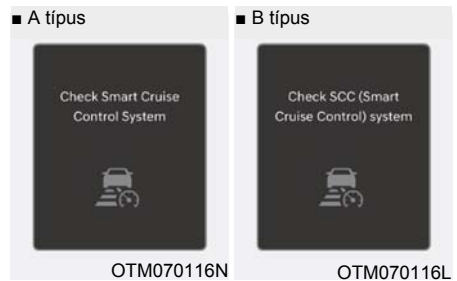 ■ A típus
Check Smart Cruise
Control System
OTM070116N
■ B típus
Check SCC (Smart
Cruise Control) system
OTM070116L